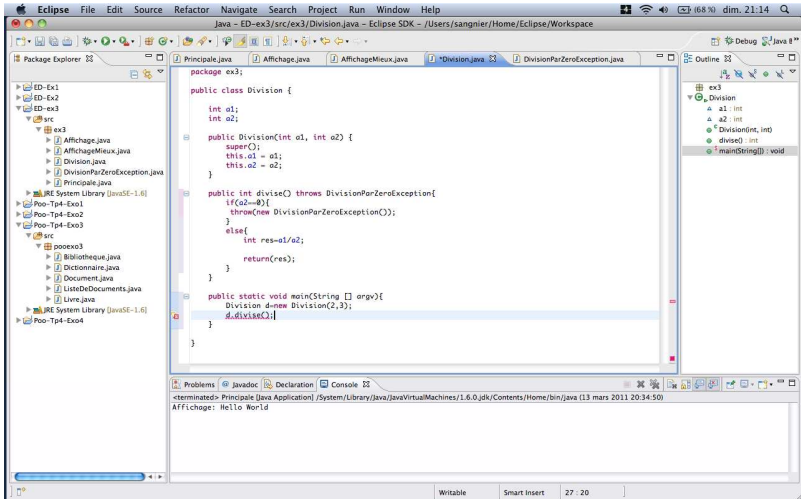 Eclipse File Edit Source Refactor Navigate Search Project Run Window Help (68 %) dim. 21:14
Java - ED-ex3/src/ex3/Division.java - Eclipse SDK - /Users/sangnier/Home/Eclipse/Workspace
Debug Java
Package Explorer
ED-Ex1
ED-Ex2
ED-ex3
src
ex3
Affichage.java
AffichageMieux.java
Division.java
DivisionParZeroException.java
Principale.java
JRE System Library [JavaSE-1.6]
Poo-Tp4-Exo1
Poo-Tp4-Exo2
Poo-Tp4-Exo3
src
pooexo3
Bibliotheque.java
Dictionnaire.java
Document.java
ListeDeDocuments.java
Livre.java
JRE System Library [JavaSE-1.6]
Poo-Tp4-Exo4
Principale.java Affichage.java AffichageMieux.java *Division.java DivisionParZeroException.java
package ex3;
public class Division {
int a1;
int a2;
public Division(int a1, int a2) {
super();
this.a1 = a1;
this.a2 = a2;
}
public int divise() throws DivisionParZeroException{
if(a2==0){
throw(new DivisionParZeroException());
}
else{
int res=a1/a2;
return(res);
}
}
public static void main(String [] argv){
Division d=new Division(2,3);
d.divise();
}
}
Outline
ex3
Division
a1 : int
a2 : int
Division(int, int)
divise() : int
main(String[]) : void
Problems Javadoc Declaration Console
<terminated> Principale [Java Application] /System/Library/Java/JavaVirtualMachines/1.6.0.jdk/Contents/Home/bin/java (13 mars 2011 20:34:50)
Affichage: Hello World
Writable Smart Insert 27 : 20